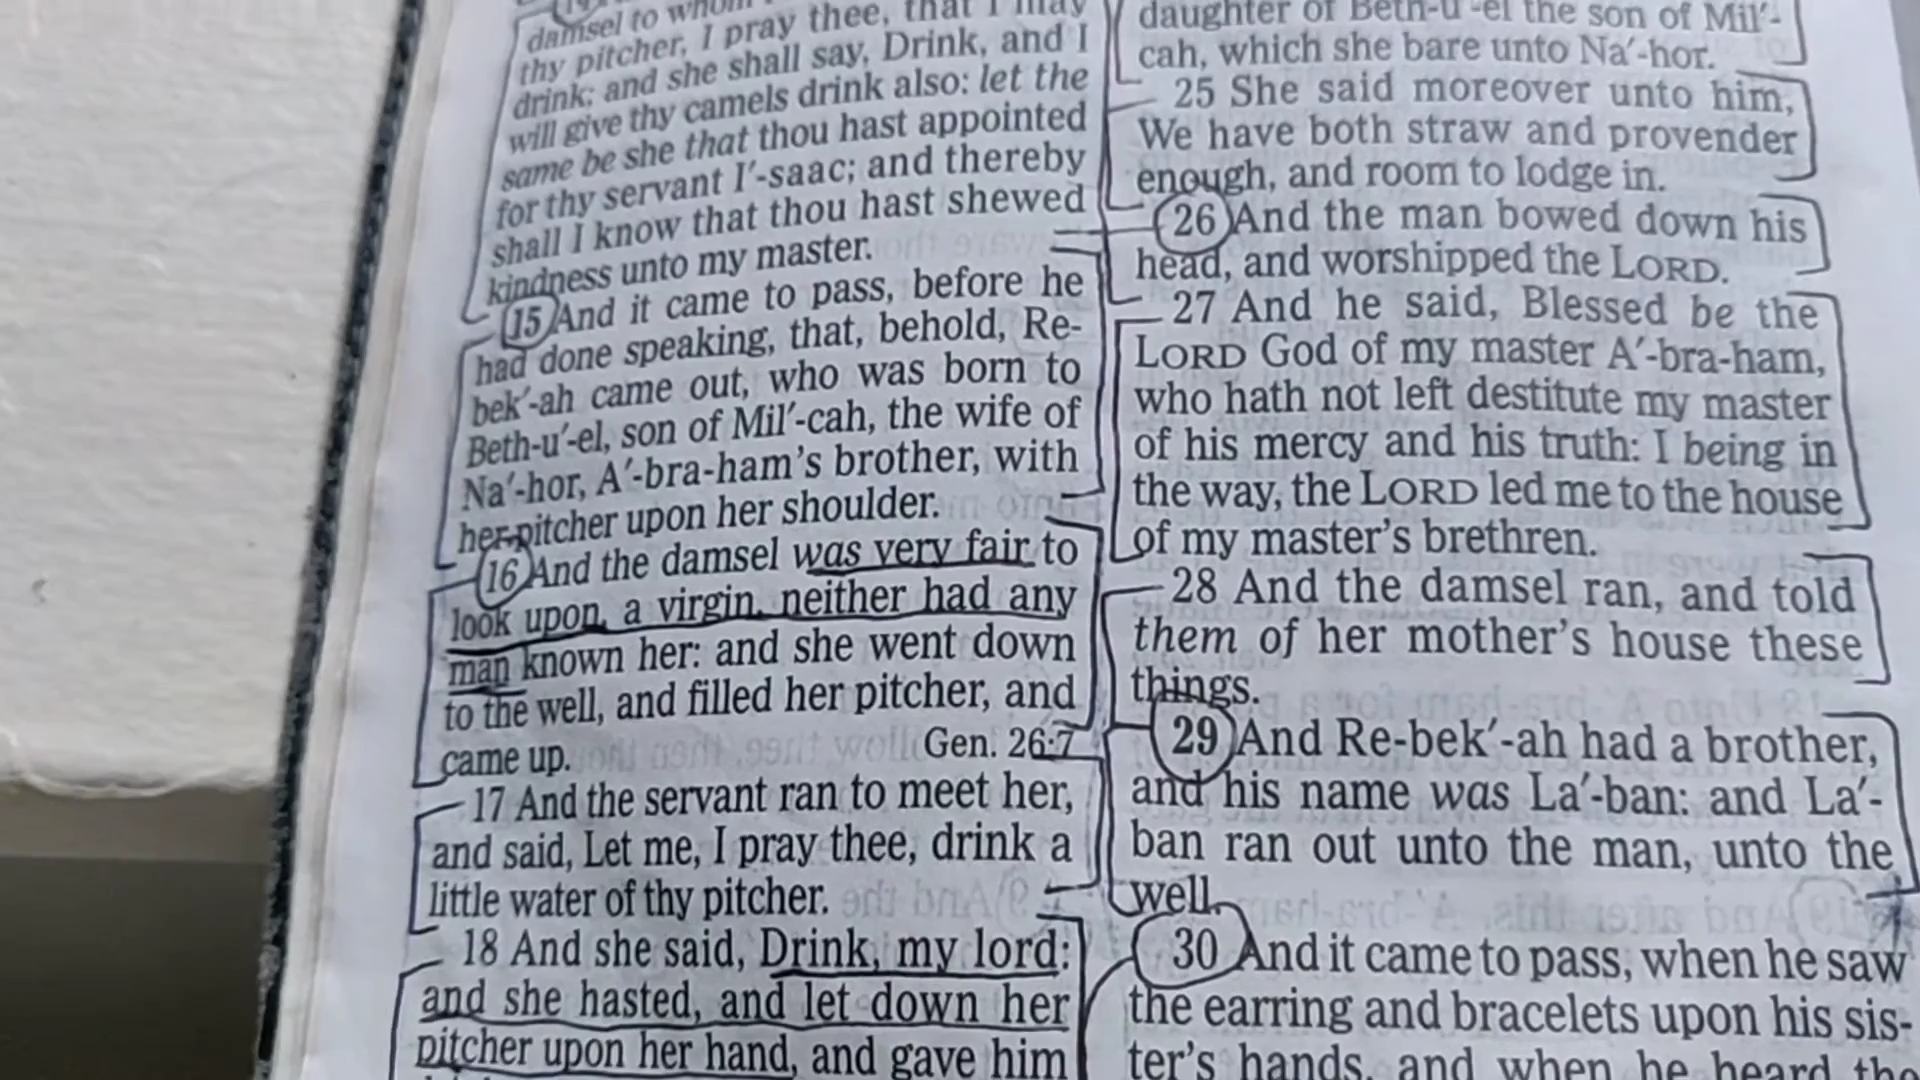 damsel to whom
thy pitcher, I pray thee, that I may
drink; and she shall say, Drink, and I
will give thy camels drink also: let the
same be she that thou hast appointed
for thy servant I′-saac; and thereby
shall I know that thou hast shewed
kindness unto my master.
15 And it came to pass, before he
had done speaking, that, behold, Re-
bek′-ah came out, who was born to
Beth-u′-el, son of Mil′-cah, the wife of
Na′-hor, A′-bra-ham's brother, with
her pitcher upon her shoulder.
16 And the damsel was very fair to
look upon, a virgin, neither had any
man known her: and she went down
to the well, and filled her pitcher, and
came up. Gen. 26:7
17 And the servant ran to meet her,
and said, Let me, I pray thee, drink a
little water of thy pitcher.
18 And she said, Drink, my lord:
and she hasted, and let down her
pitcher upon her hand, and gave him
daughter of Beth-u′-el the son of Mil′-
cah, which she bare unto Na′-hor.
25 She said moreover unto him,
We have both straw and provender
enough, and room to lodge in.
26 And the man bowed down his
head, and worshipped the LORD.
27 And he said, Blessed be the
LORD God of my master A′-bra-ham,
who hath not left destitute my master
of his mercy and his truth: I being in
the way, the LORD led me to the house
of my master's brethren.
28 And the damsel ran, and told
them of her mother's house these
things.
29 And Re-bek′-ah had a brother,
and his name was La′-ban: and La′-
ban ran out unto the man, unto the
well.
30 And it came to pass, when he saw
the earring and bracelets upon his sis-
ter's hands, and when he heard the